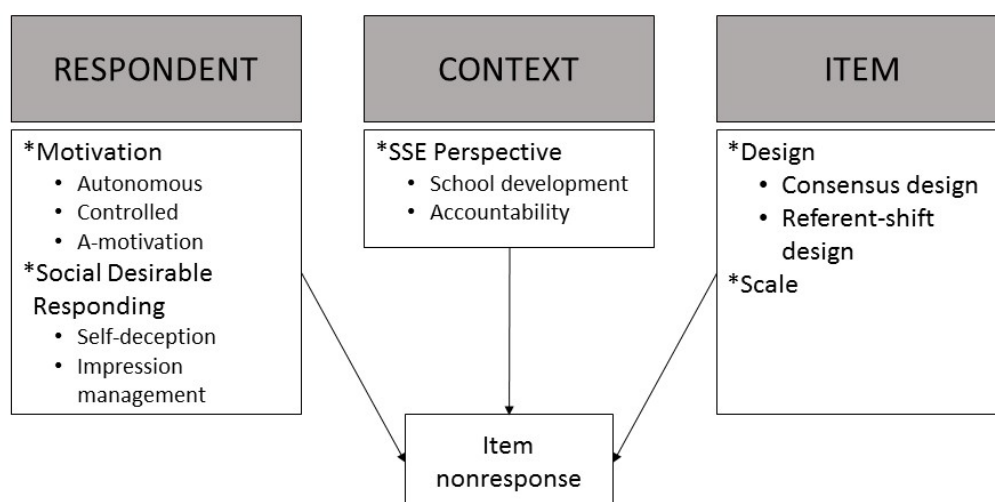 RESPONDENT
*Motivation
• Autonomous
• Controlled
• A-motivation
*Social Desirable
Responding
• Self-deception
• Impression
management
CONTEXT
*SSE Perspective
• School development
• Accountability
ITEM
*Design
• Consensus design
• Referent-shift
design
*Scale
Item
nonresponse